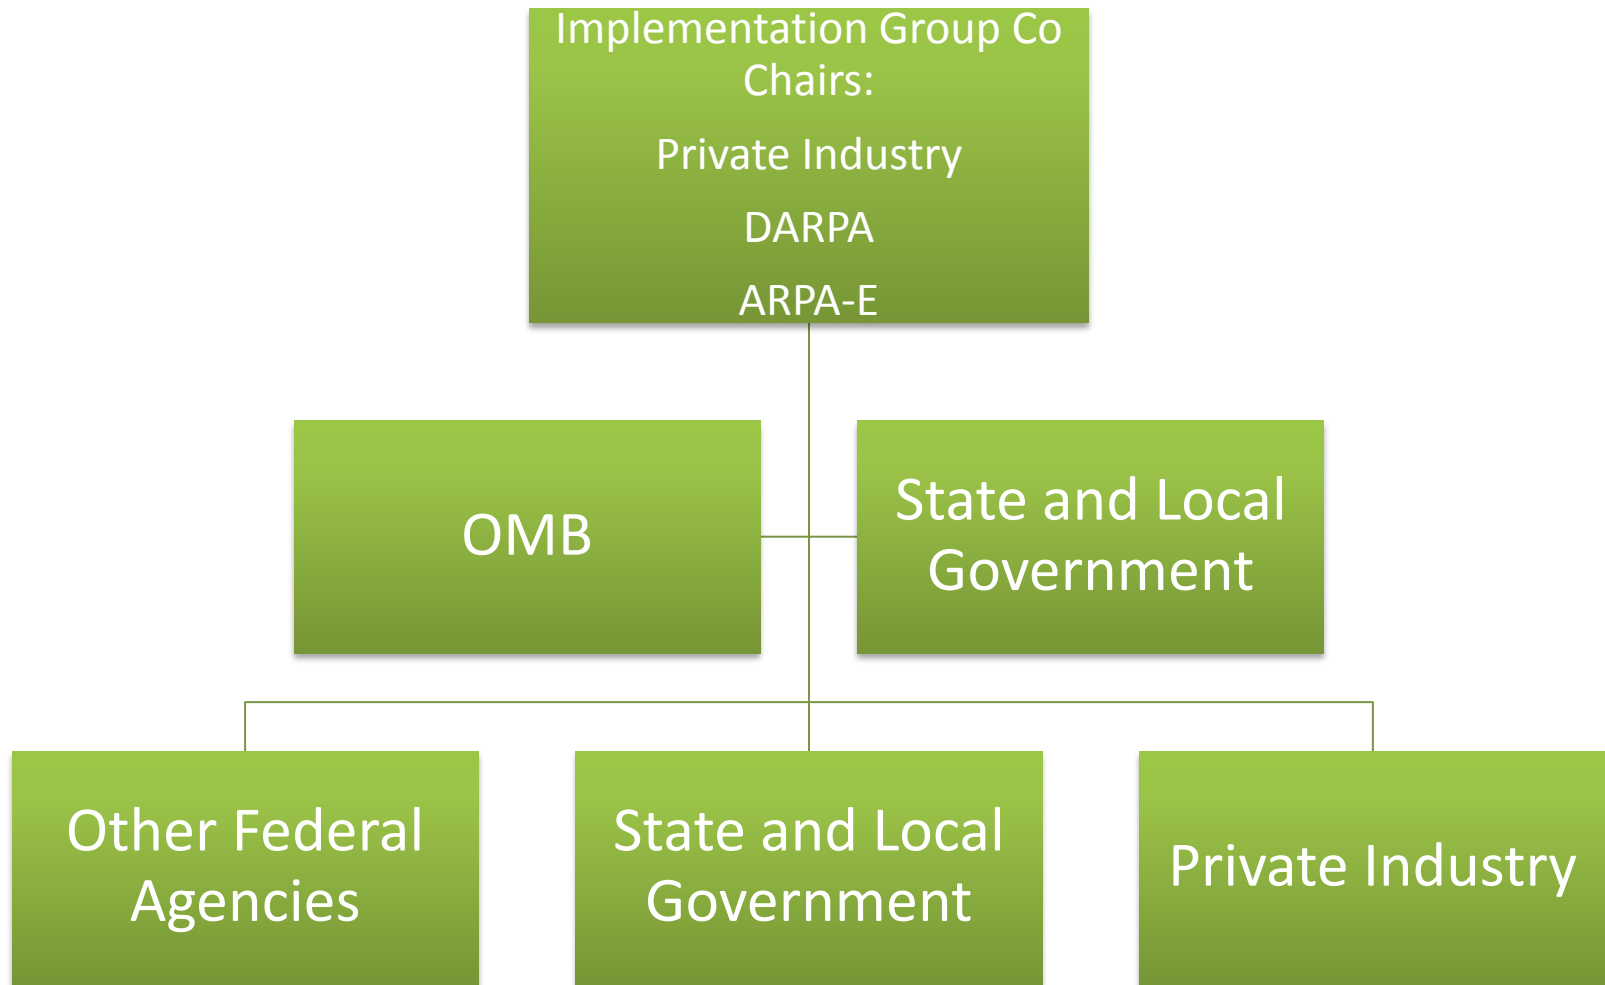 Implementation Group Co
Chairs:
Private Industry
DARPA
ARPA-E
OMB
State and Local
Government
Other Federal
Agencies
State and Local
Government
Private Industry